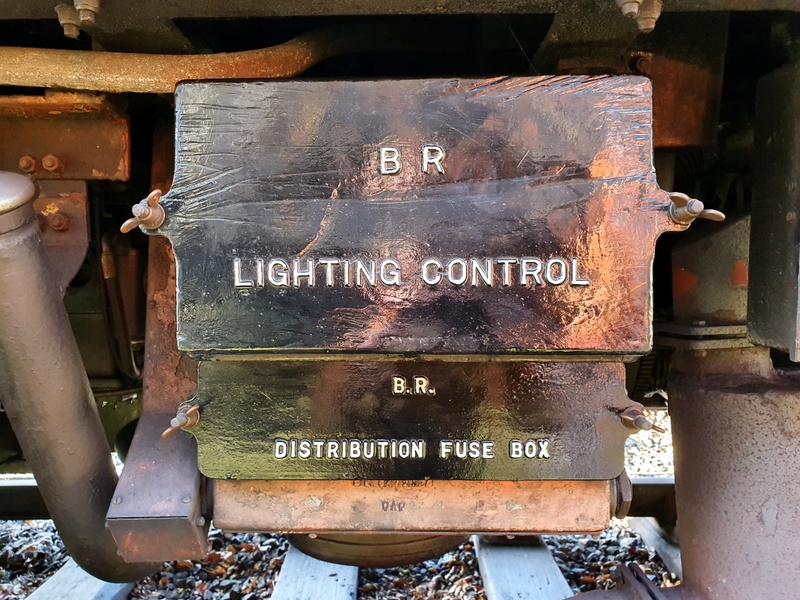 B R
LIGHTING CONTROL
B.R.
DISTRIBUTION FUSE BOX